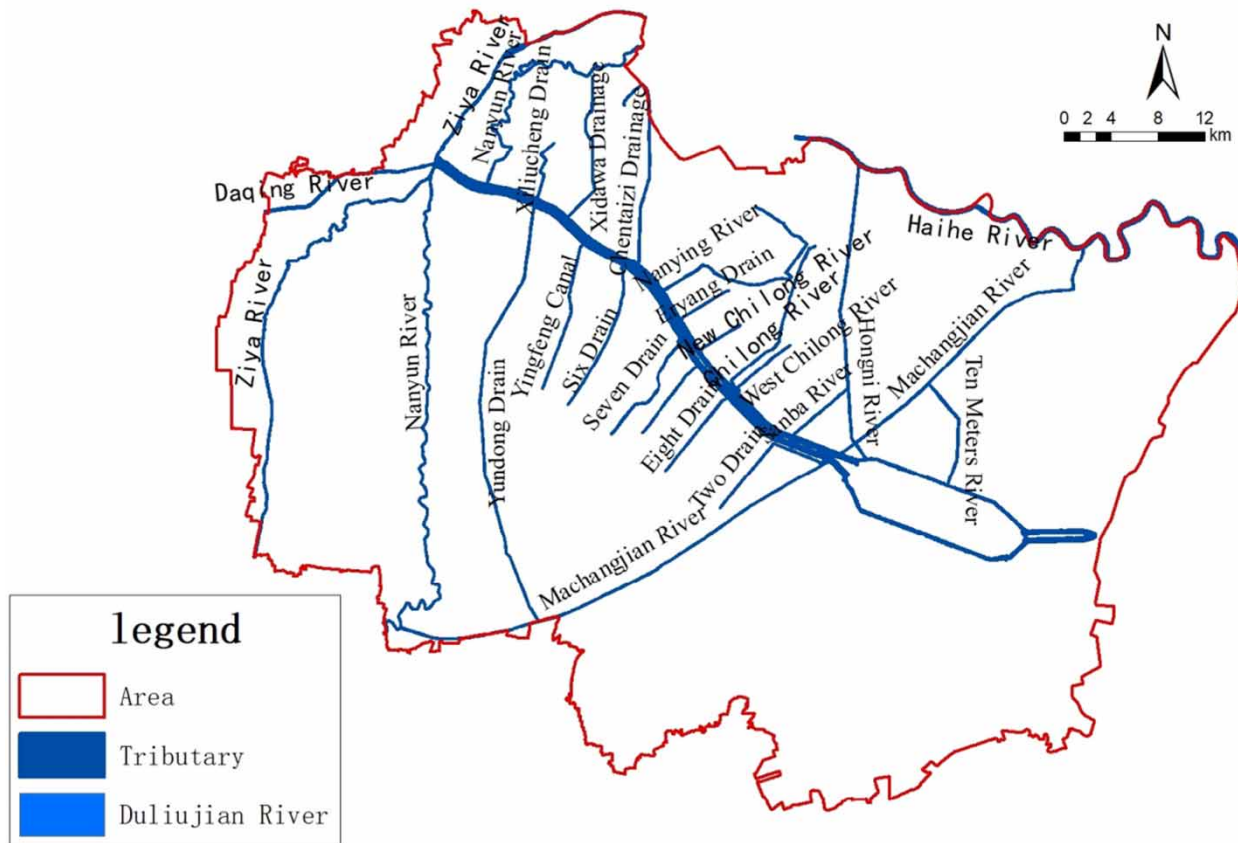 N
0 2 4 8 12
km
Ziya River
Nanyun River
Xiliucheng Drain
Xidawa Drainage
Chentaizi Drainage
Daqing River
Haihe River
Ziya River
Nanyun River
Yundong Drain
Yingfeng Canal
Six Drain
Seven Drain
Eight Drain
Two Drain
Nanying River
Eryang Drain
New Chilong River
Chilong River
West Chilong River
Hongni River
Machangjian River
Ten Meters River
Machangjian River
legend
Area
Tributary
Duliujian River